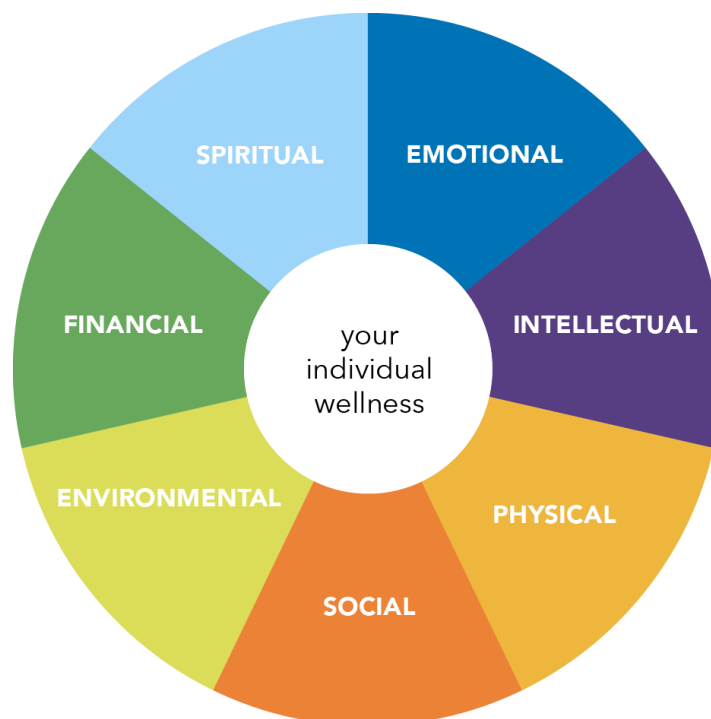 SPIRITUAL
EMOTIONAL
FINANCIAL
your
individual
wellness
INTELLECTUAL
ENVIRONMENTAL
PHYSICAL
SOCIAL